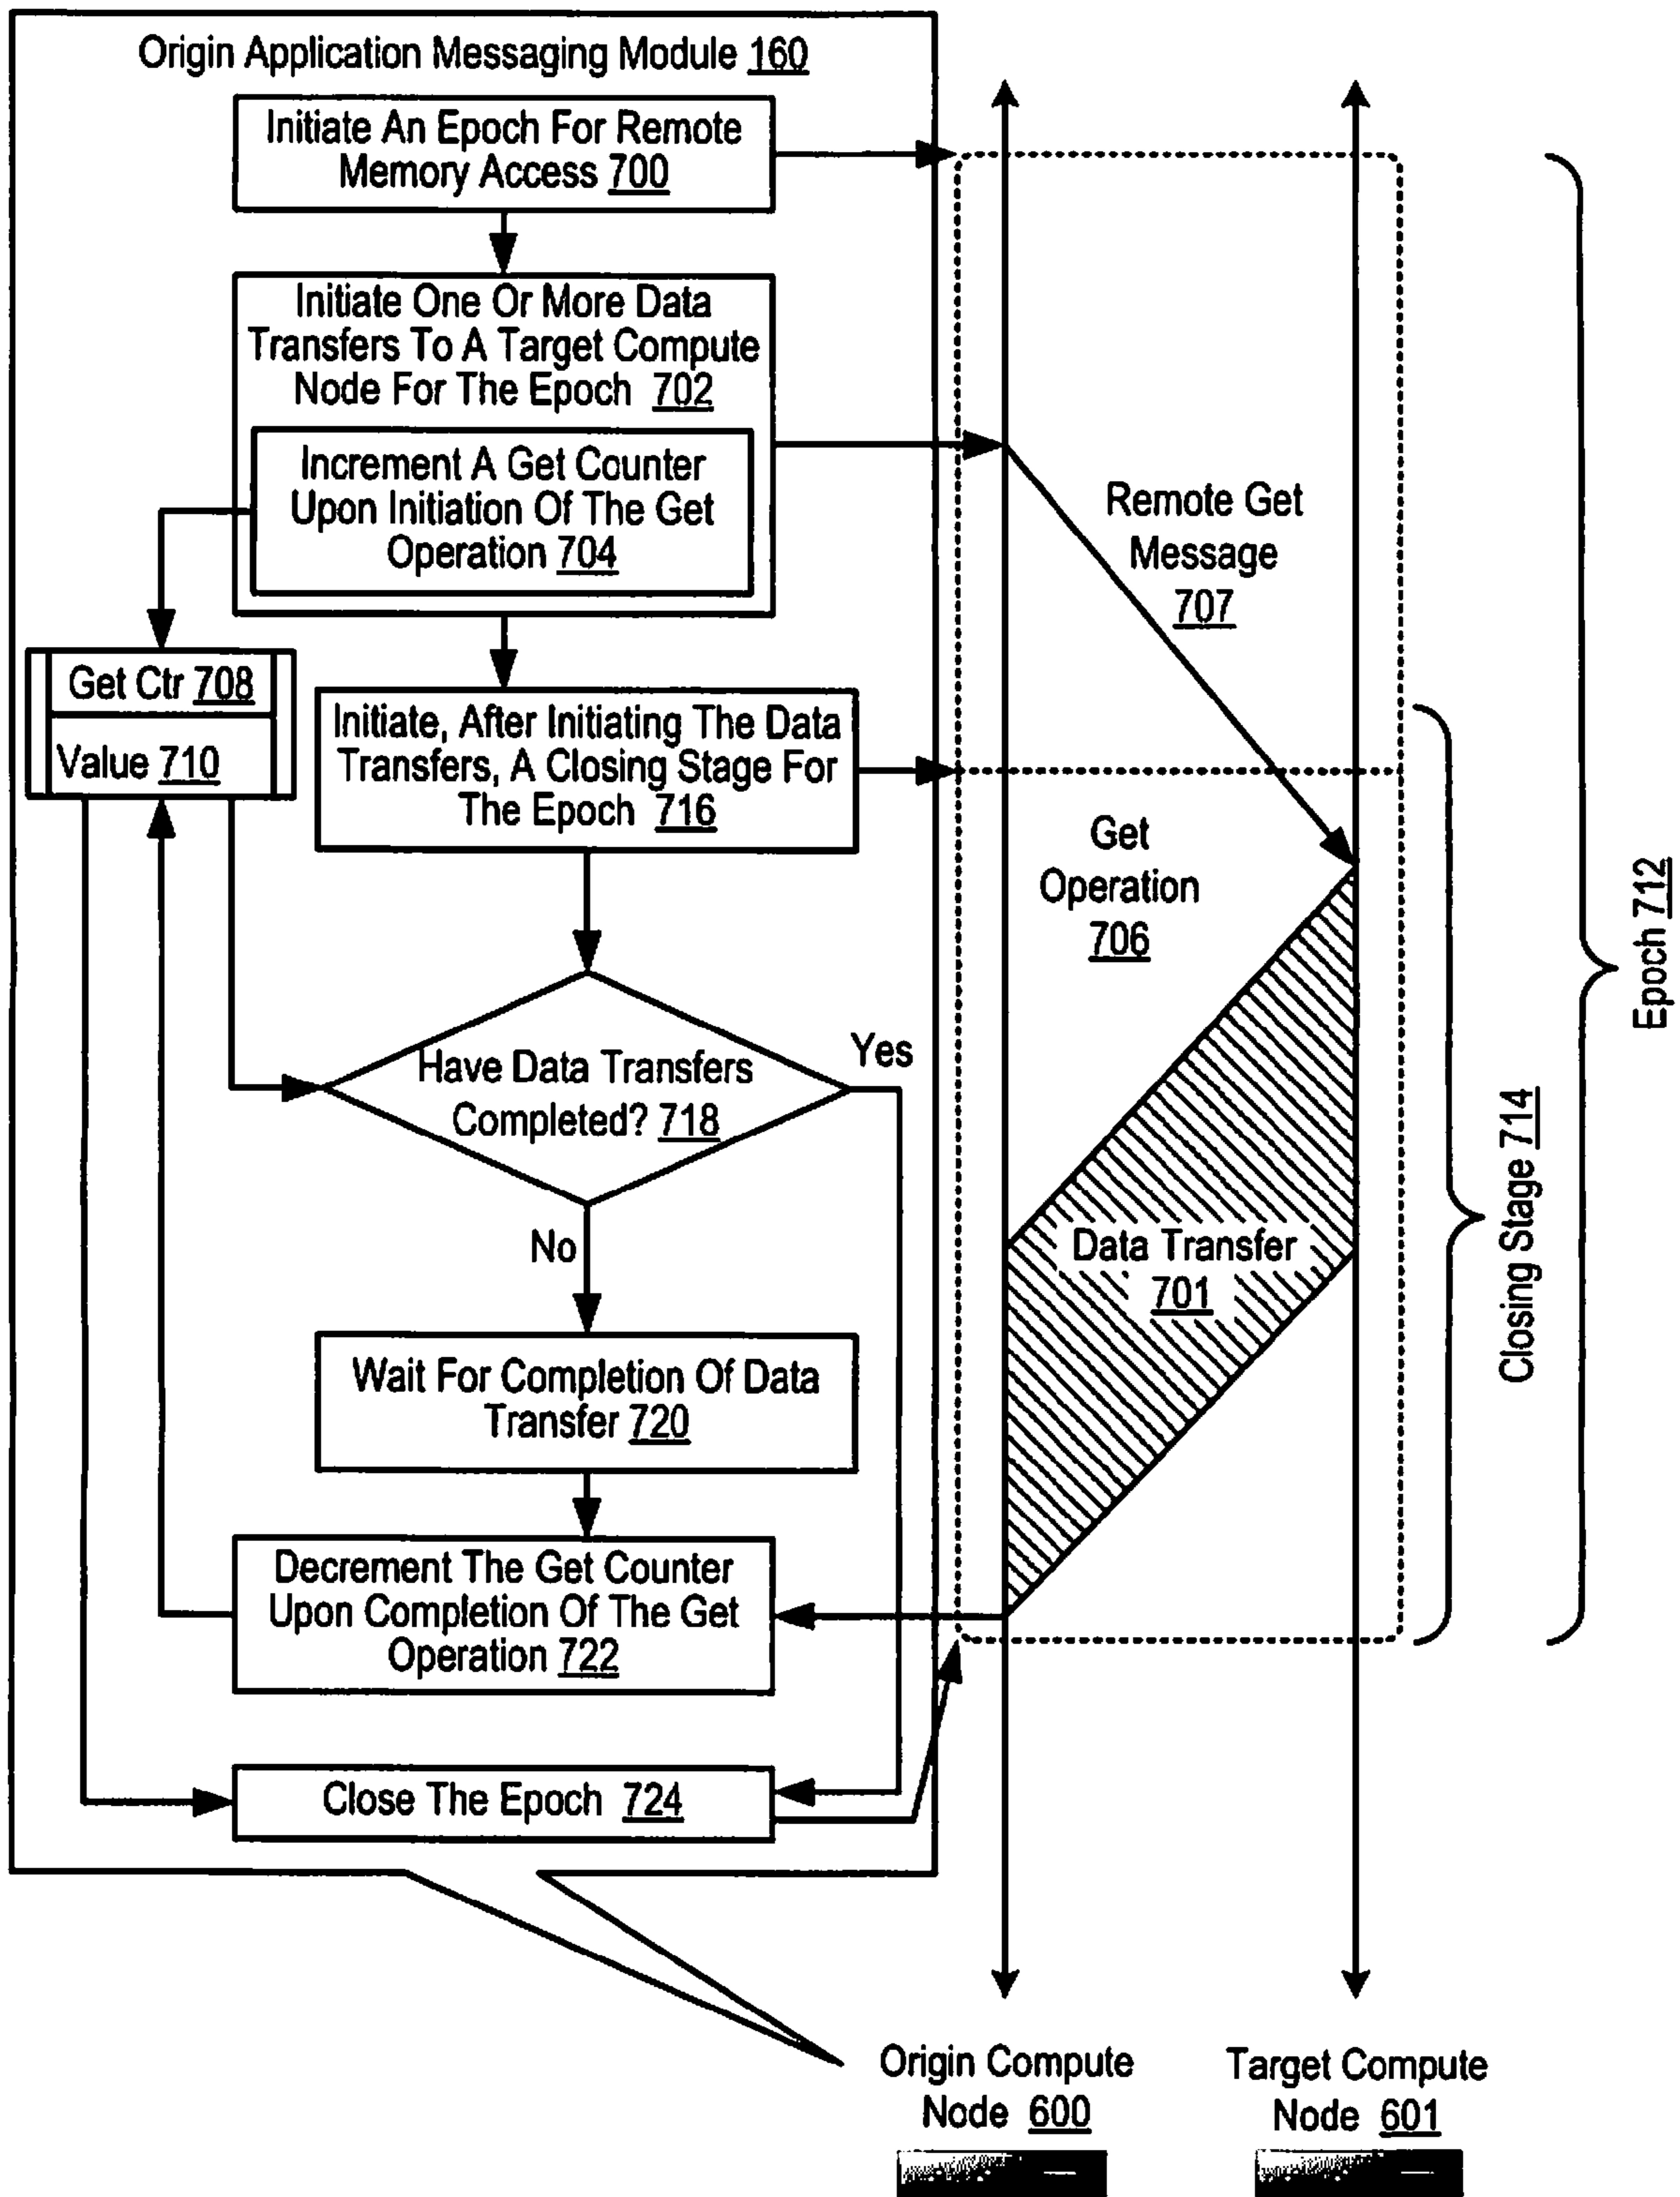 Origin Application Messaging Module 160
Initiate An Epoch For Remote
Memory Access 700
Initiate One Or More Data
Transfers To A Target Compute
Node For The Epoch 702
Increment A Get Counter
Upon Initiation Of The Get
Operation 704
Remote Get
Message
707
Get Ctr 708
Value 710
Initiate, After Initiating The Data
Transfers, A Closing Stage For
The Epoch 716
Get
Operation
706
Have Data Transfers
Completed? 718
Yes
No
Data Transfer
701
Closing Stage 714
Epoch 712
Wait For Completion Of Data
Transfer 720
Decrement The Get Counter
Upon Completion Of The Get
Operation 722
Close The Epoch 724
Origin Compute
Node 600
Target Compute
Node 601